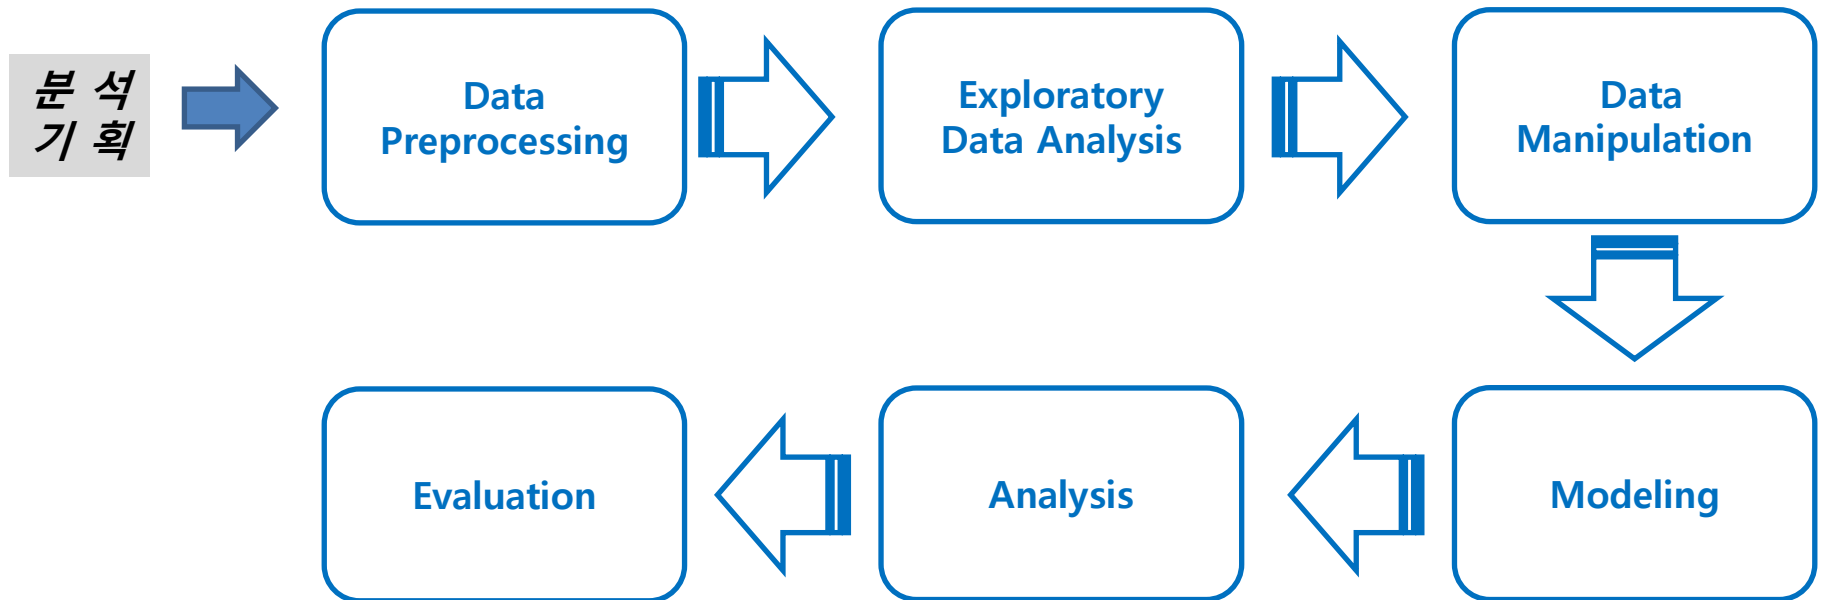 분 석
기 획
Data
Preprocessing
Exploratory
Data Analysis
Data
Manipulation
Modeling
Analysis
Evaluation